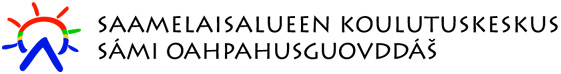 SAAMELAISALUEEN KOULUTUSKESKUS
SÁMI OAHPAHUSGUOVDDÁŠ